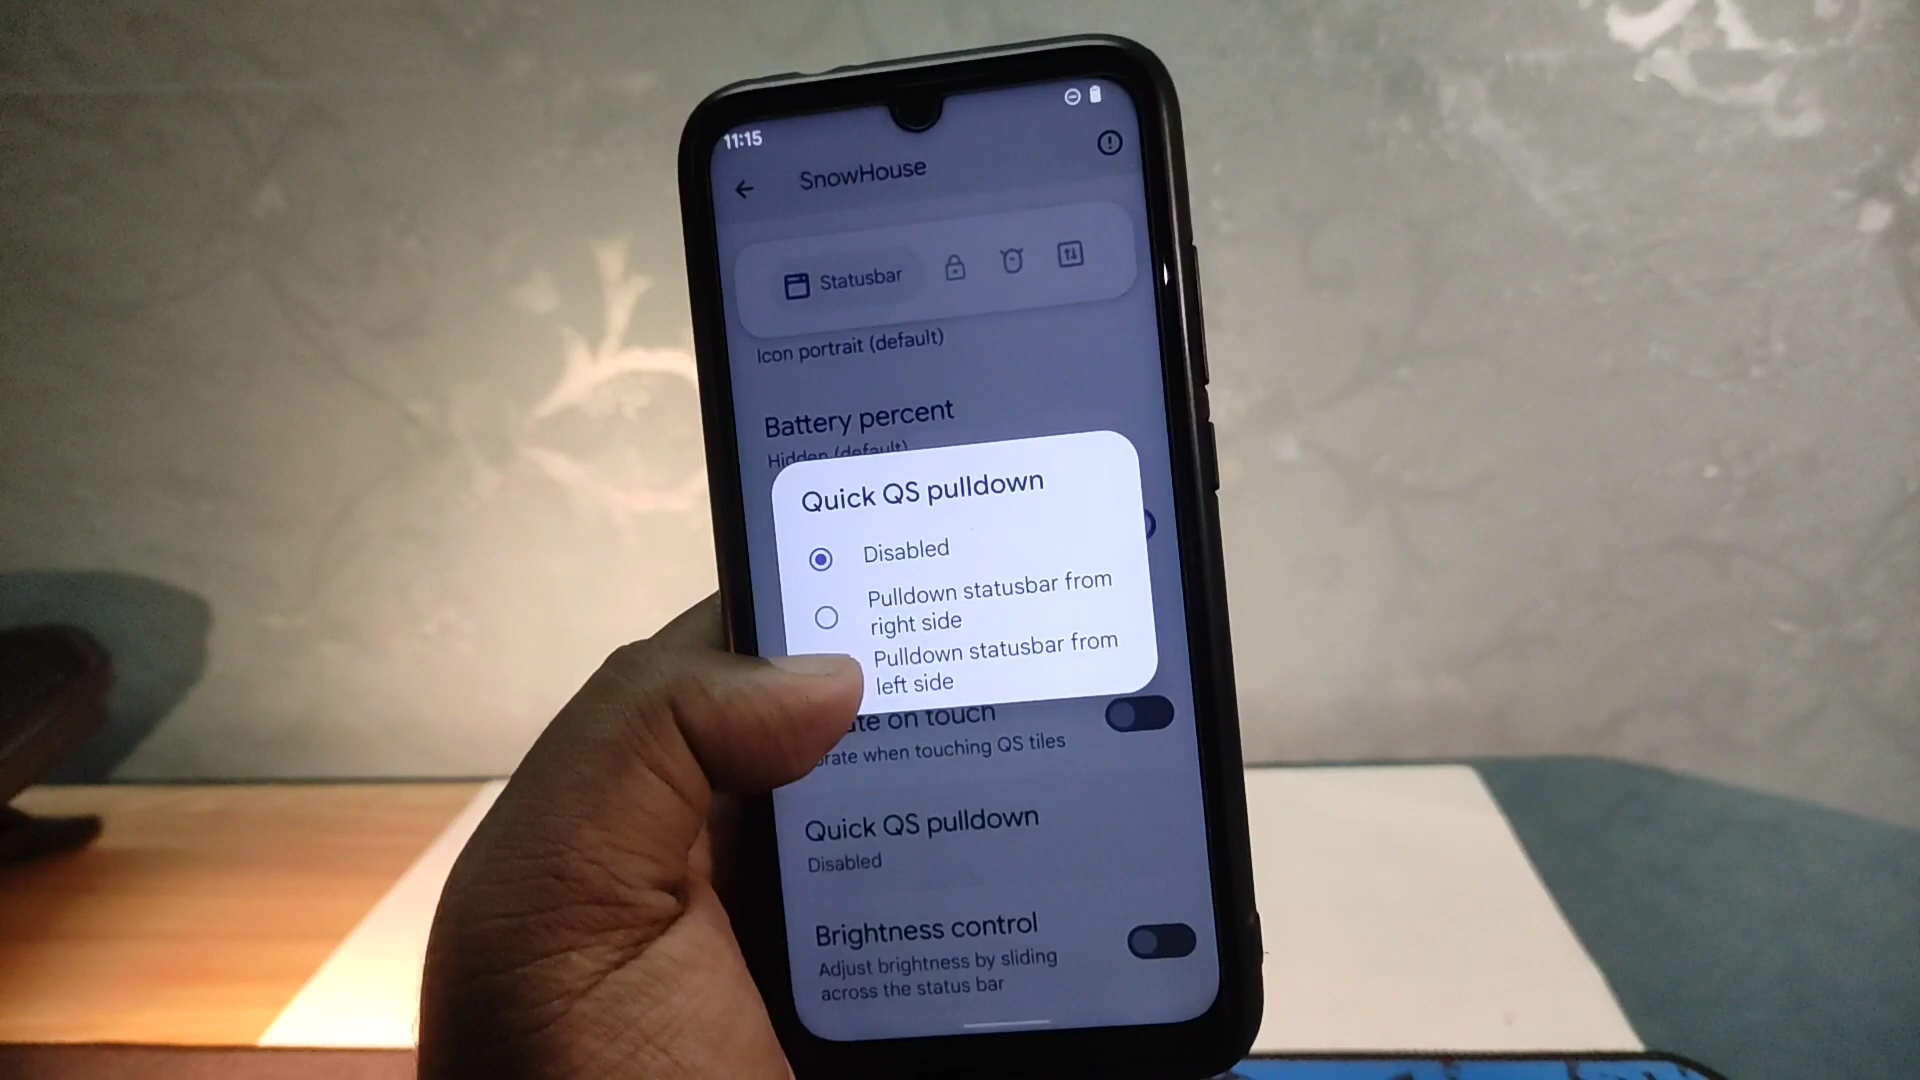 11:15
SnowHouse
Statusbar
Icon portrait (default)
Battery percent
Hidden (default)
Quick QS pulldown
Disabled
Pulldown statusbar from
right side
Pulldown statusbar from
left side
on touch
when touching QS tiles
Quick QS pulldown
Disabled
Brightness control
Adjust brightness by sliding
across the status bar